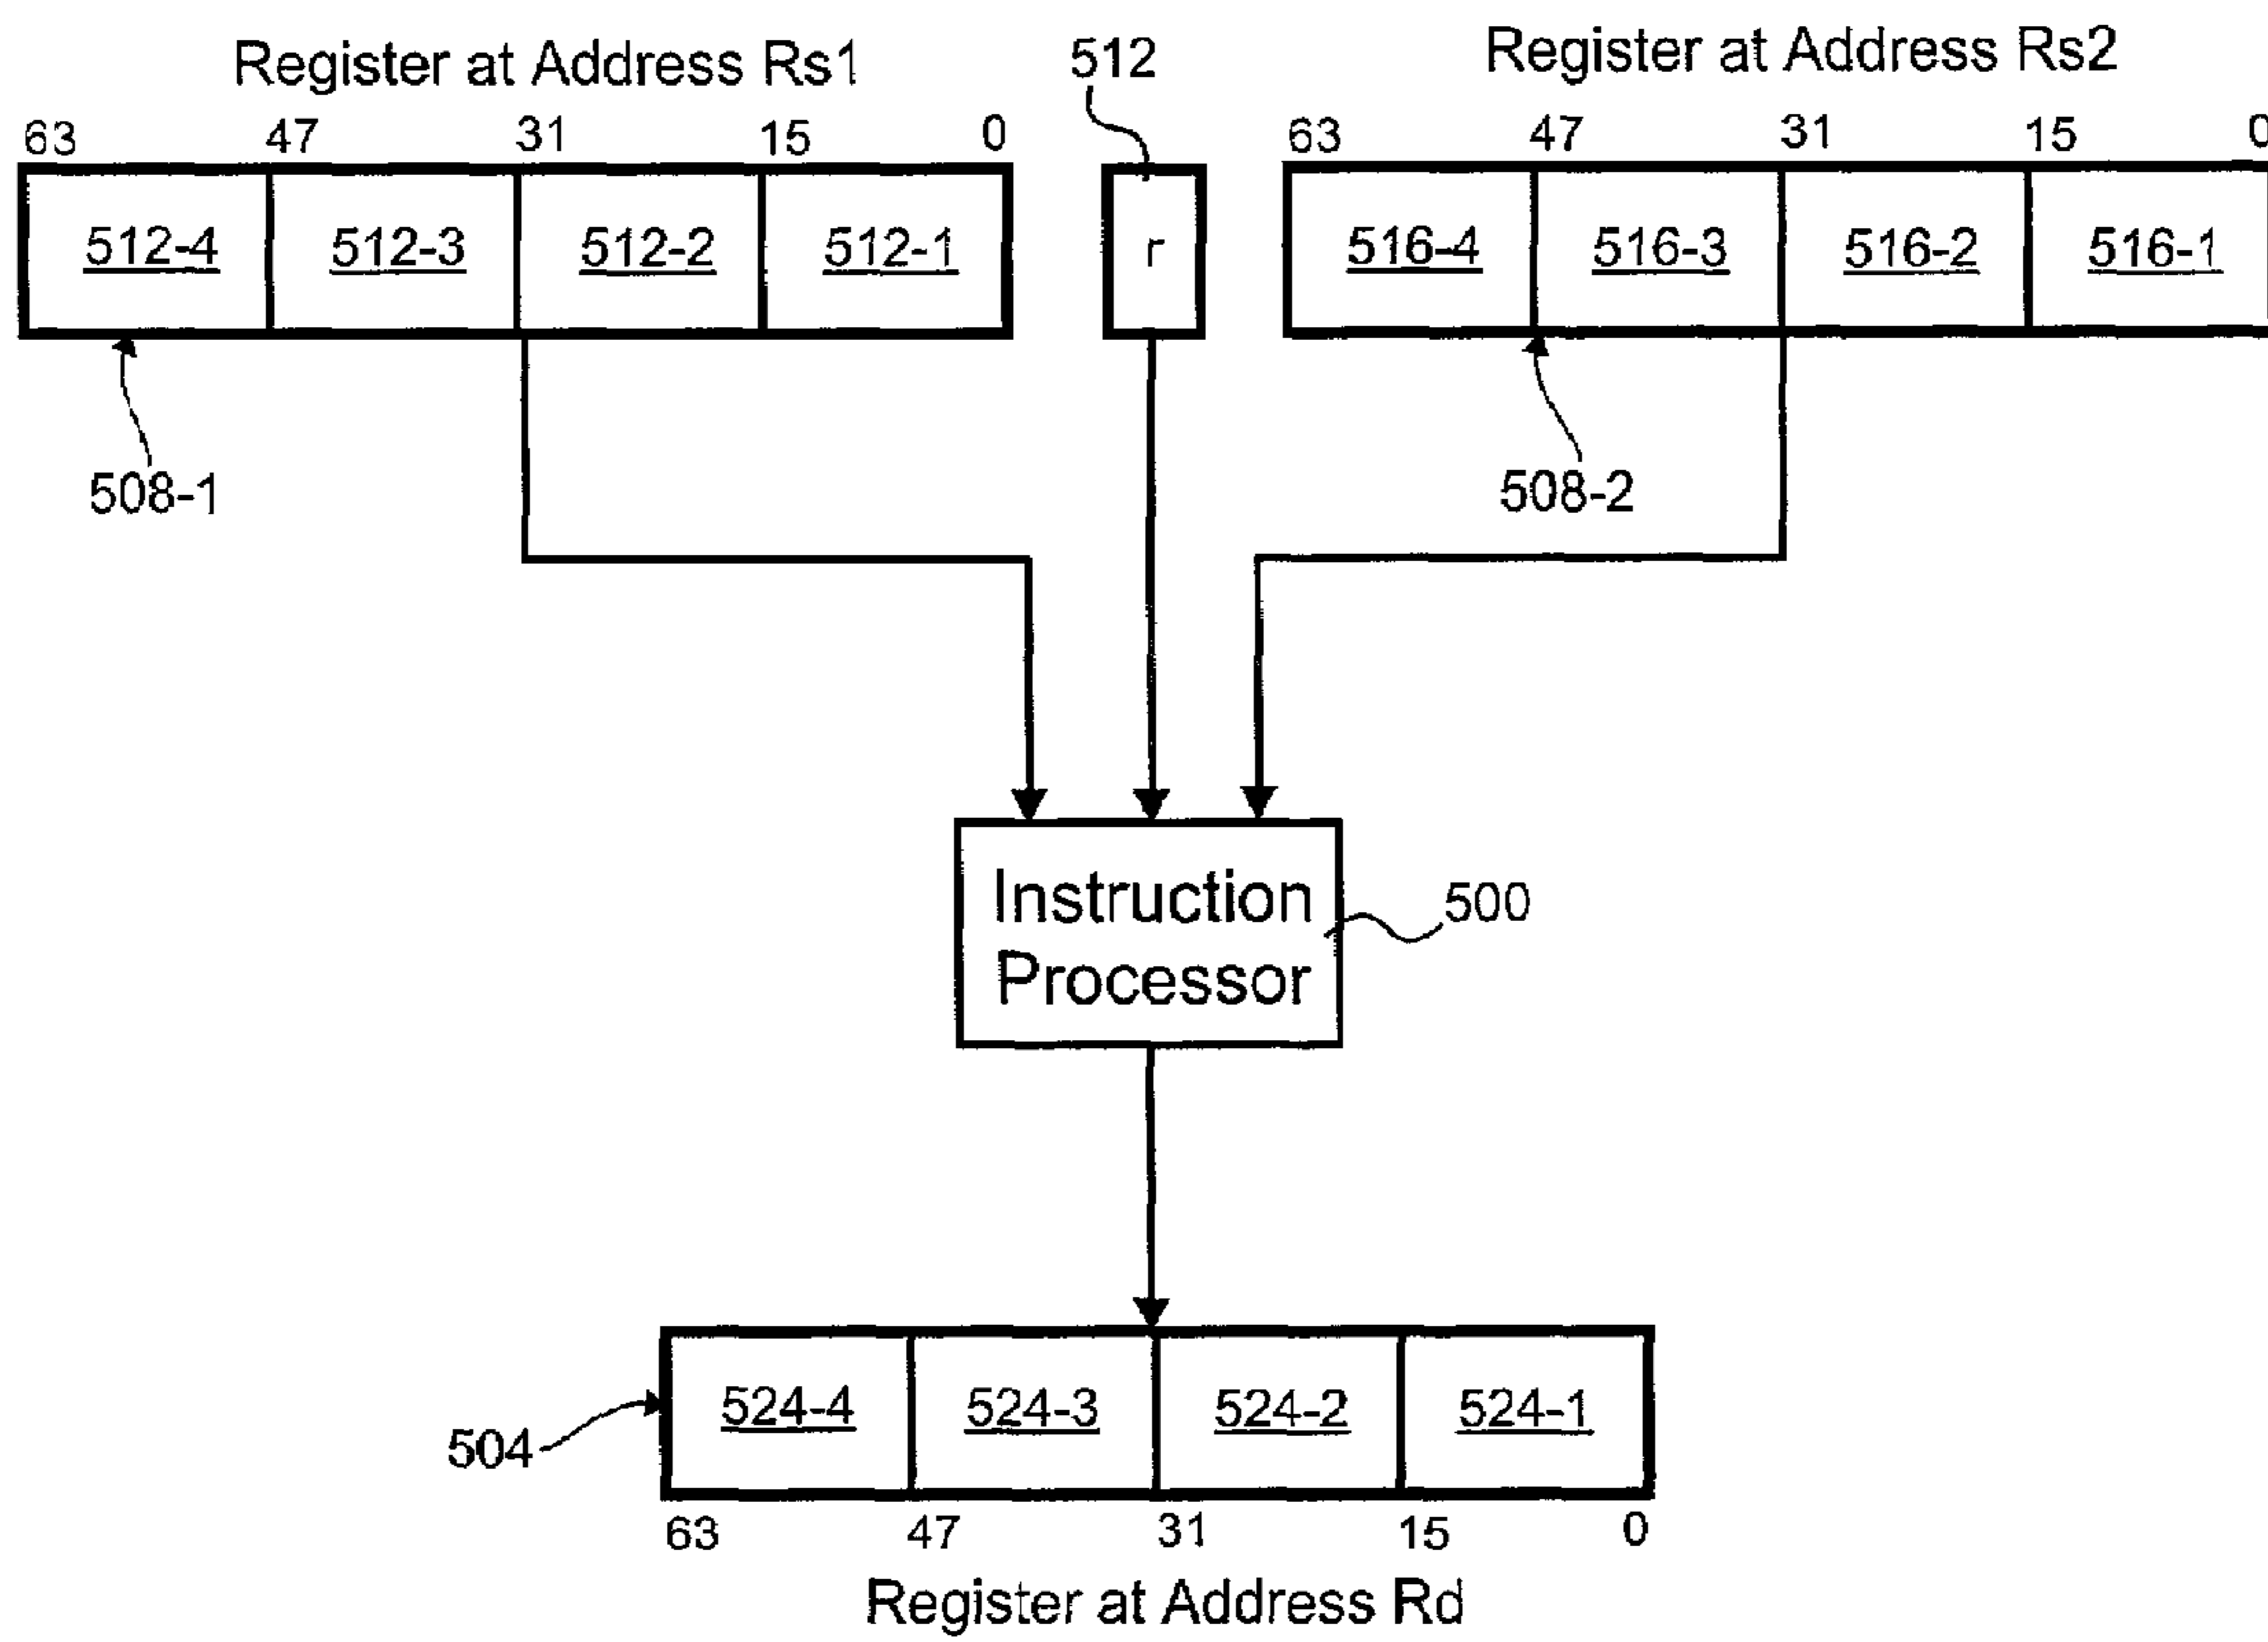 Register at Address Rs1
512
Register at Address Rs2
63 47 31 15 0
63 47 31 15 0
512-4 512-3 512-2 512-1
r
516-4 516-3 516-2 516-1
508-1
508-2
Instruction
Processor
500
524-4 524-3 524-2 524-1
504
63 47 31 15 0
Register at Address Rd